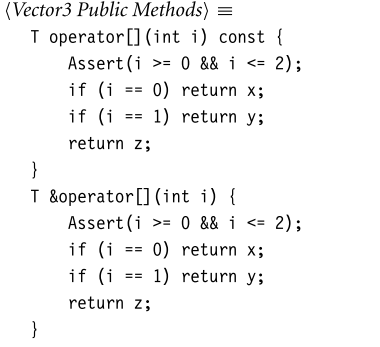 ⟨Vector3 Public Methods⟩ ≡
T operator[](int i) const {
Assert(i >= 0 && i <= 2);
if (i == 0) return x;
if (i == 1) return y;
return z;
}
T &operator[](int i) {
Assert(i >= 0 && i <= 2);
if (i == 0) return x;
if (i == 1) return y;
return z;
}